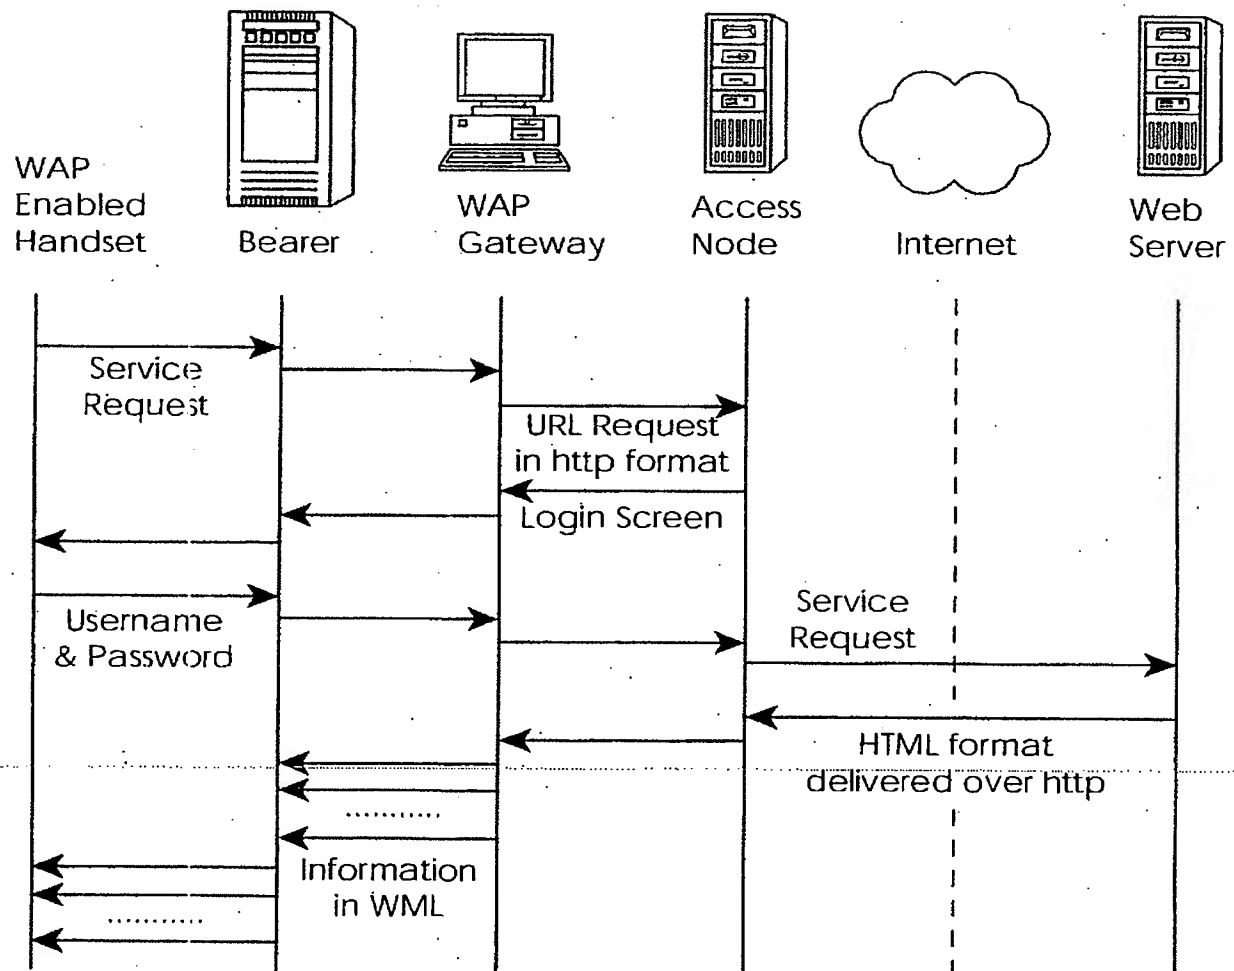 WAP
Enabled
Handset
Bearer
WAP
Gateway
Access
Node
Internet
Web
Server
Service
Request
URL Request
in http format
Login Screen
Username
& Password
Service
Request
HTML format
delivered over http
Information
in WML